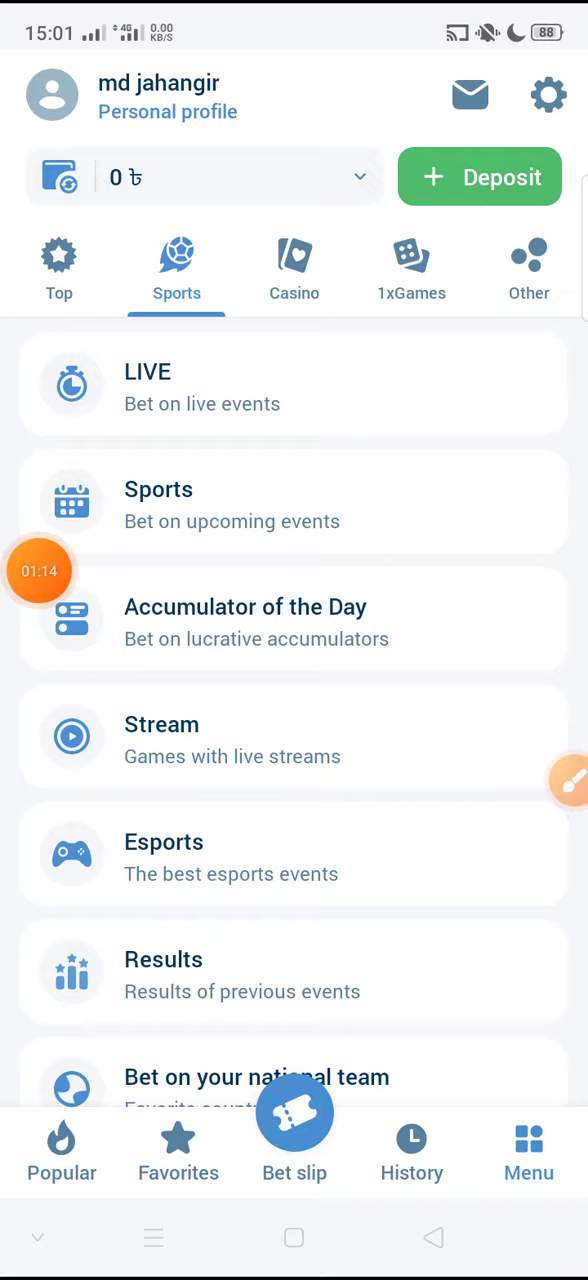 15:01 4G 0.00 KB/S 88
md jahangir
Personal profile
0 ৳
+ Deposit
Top Sports Casino 1xGames Other
LIVE
Bet on live events
Sports
Bet on upcoming events
01:14
Accumulator of the Day
Bet on lucrative accumulators
Stream
Games with live streams
Esports
The best esports events
Results
Results of previous events
Bet on your national team
Popular Favorites Bet slip History Menu